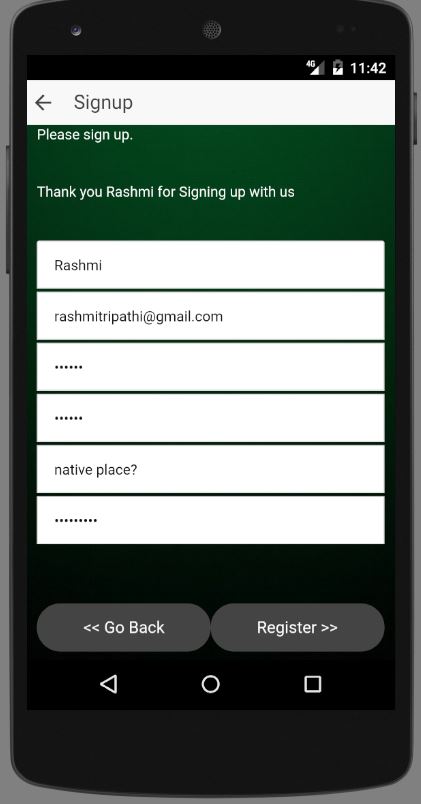 4G 11:42
Signup
Please sign up.
Thank you Rashmi for Signing up with us
Rashmi
rashmitripathi@gmail.com
••••••
••••••
native place?
•••••••••
<< Go Back Register >>